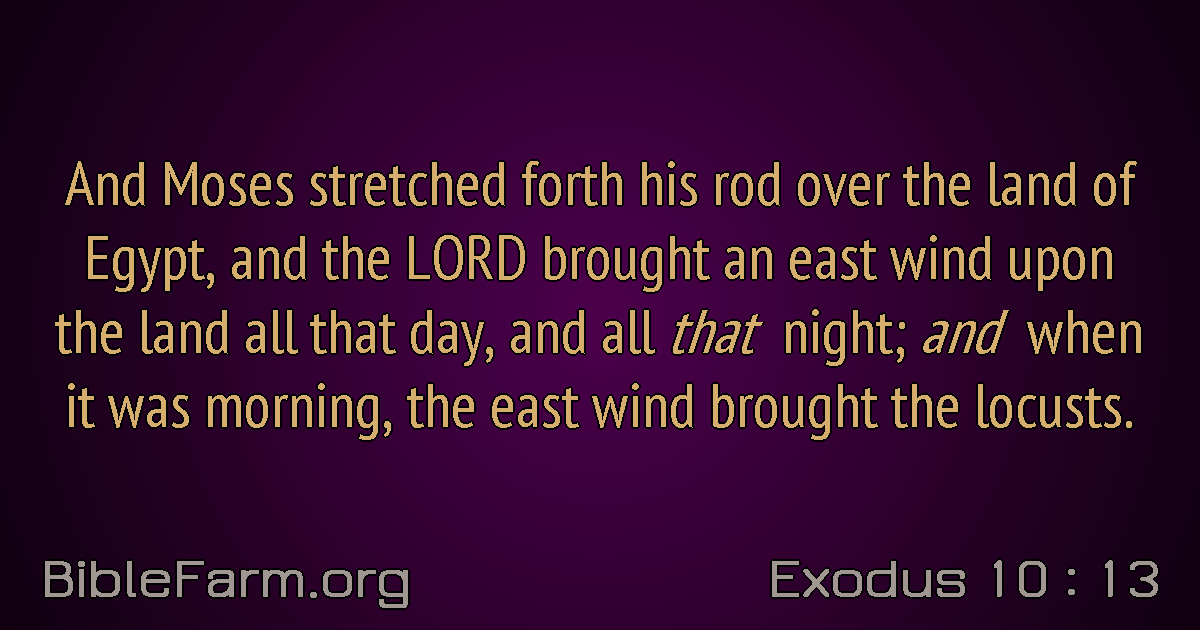 And Moses stretched forth his rod over the land of
Egypt, and the LORD brought an east wind upon
the land all that day, and all that night; and when
it was morning, the east wind brought the locusts.
BibleFarm.org
Exodus 10 : 13